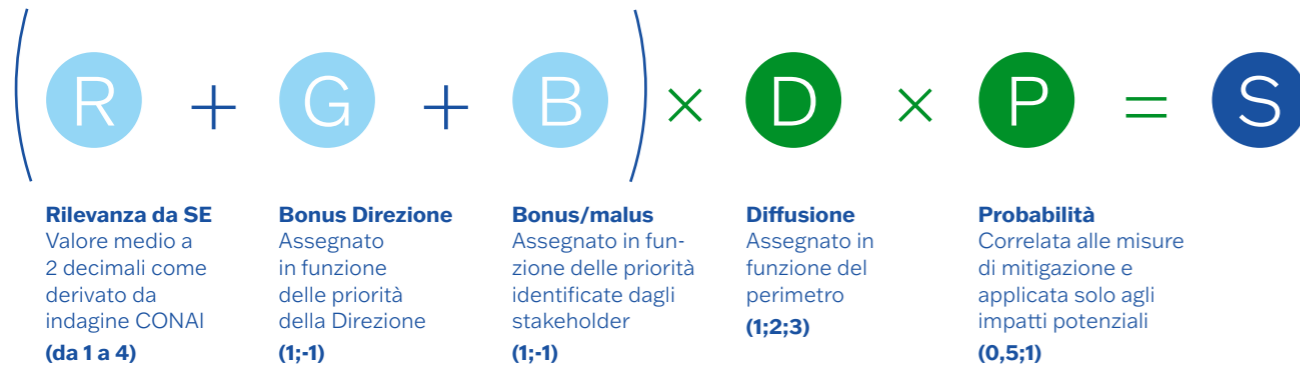 ( R + G + B ) × D × P = S
Rilevanza da SE
Valore medio a
2 decimali come
derivato da
indagine CONAI
(da 1 a 4)
Bonus Direzione
Assegnato
in funzione
delle priorità
della Direzione
(1;-1)
Bonus/malus
Assegnato in fun-
zione delle priorità
identificate dagli
stakeholder
(1;-1)
Diffusione
Assegnato in
funzione del
perimetro
(1;2;3)
Probabilità
Correlata alle misure
di mitigazione e
applicata solo agli
impatti potenziali
(0,5;1)